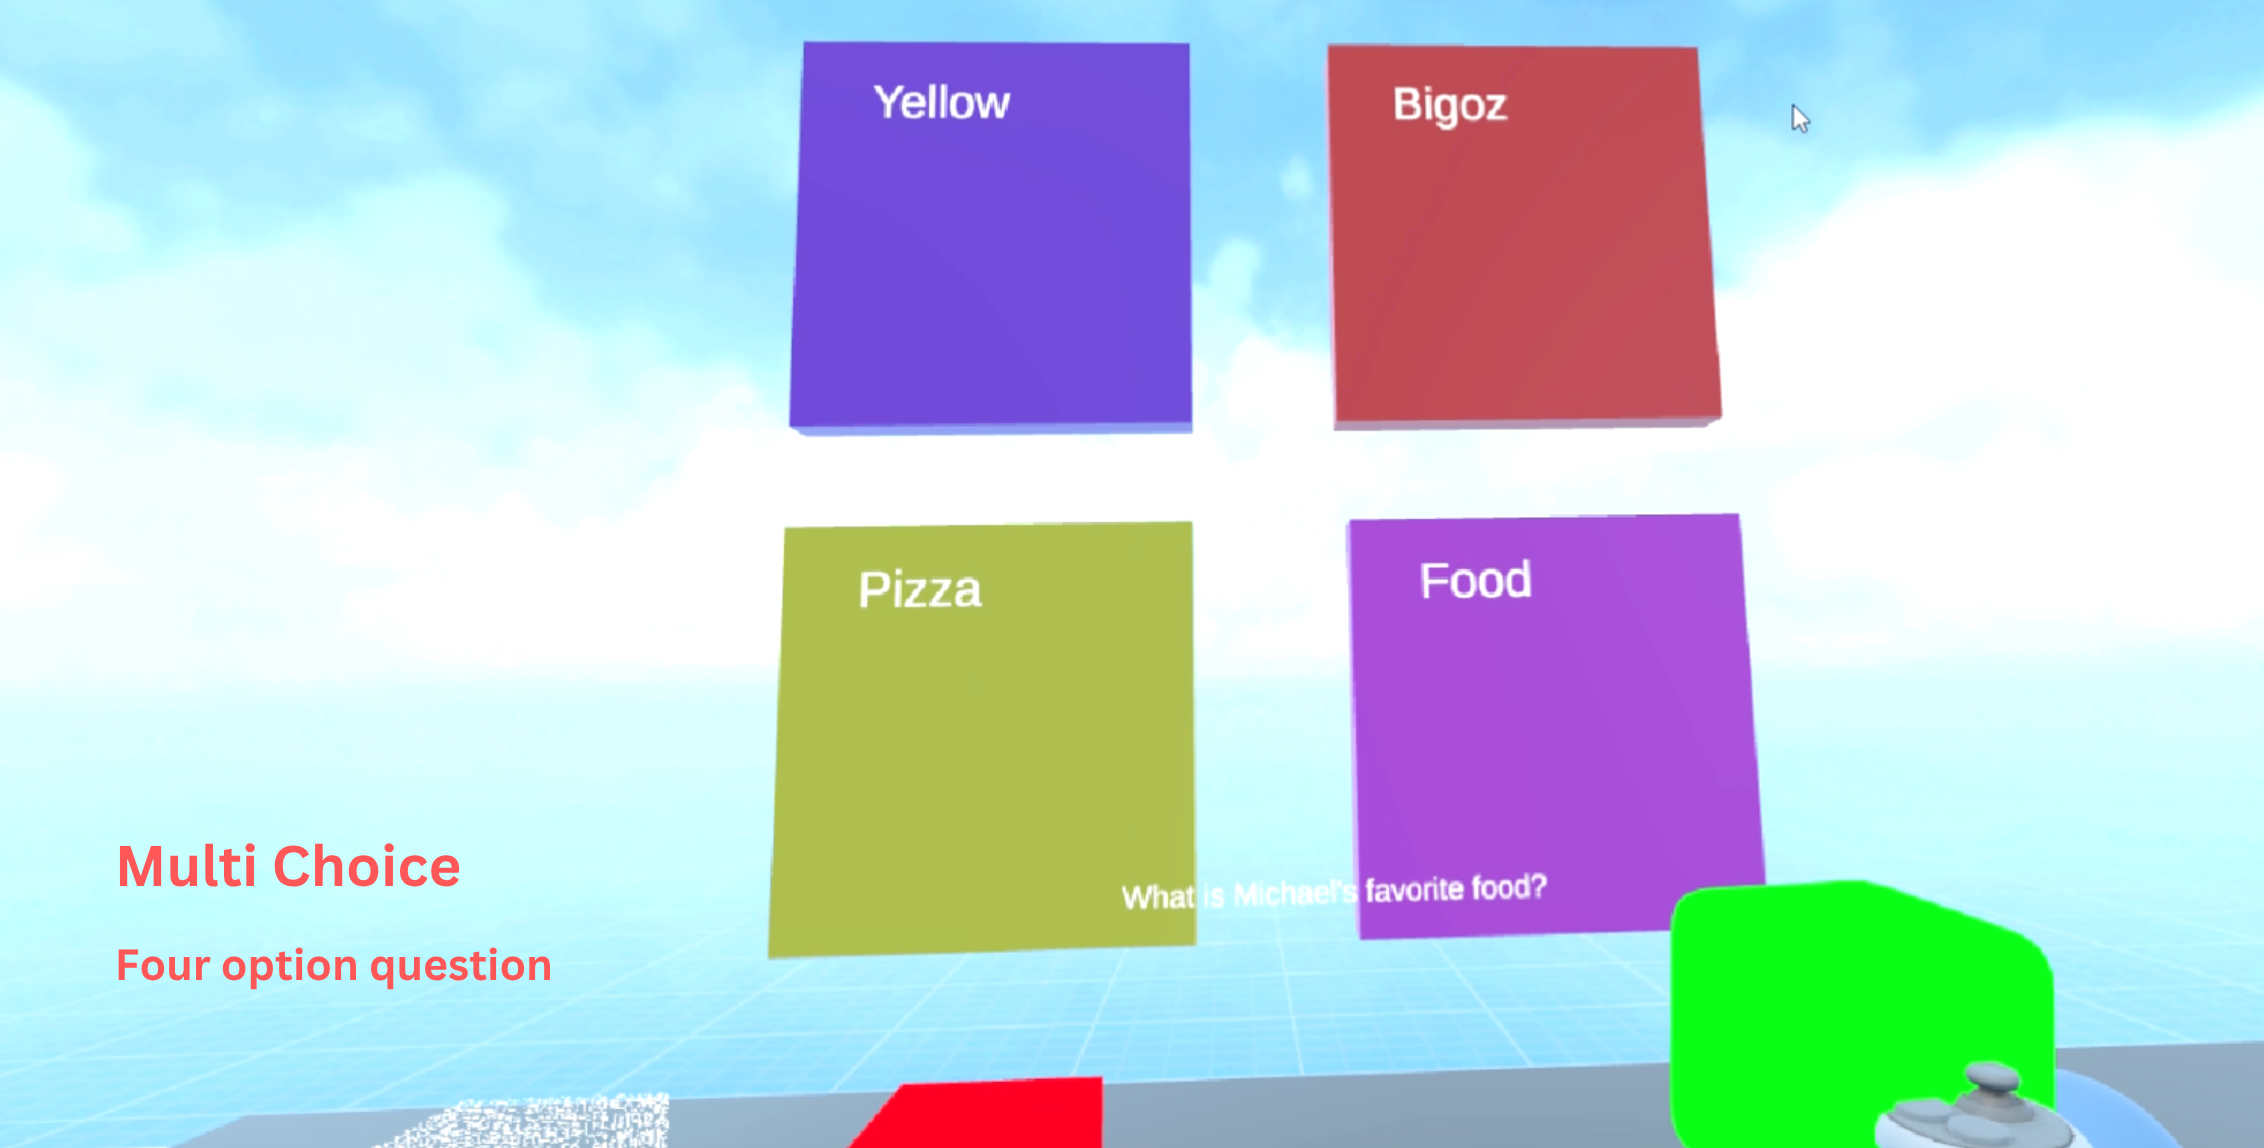 Yellow
Bigoz
Pizza
Food
What is Michael's favorite food?
Multi Choice
Four option question